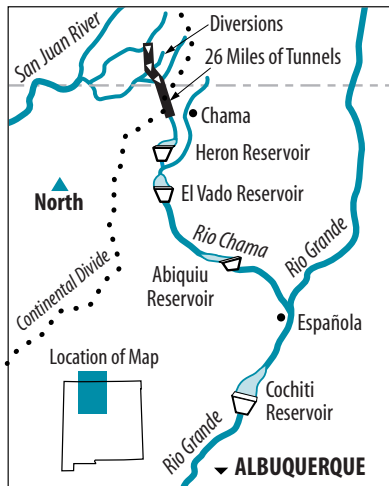 Diversions
San Juan River
26 Miles of Tunnels
Chama
Heron Reservoir
North
El Vado Reservoir
Rio Chama
Rio Grande
Continental Divide
Abiquiu
Reservoir
Española
Location of Map
Cochiti
Reservoir
Rio Grande
ALBUQUERQUE